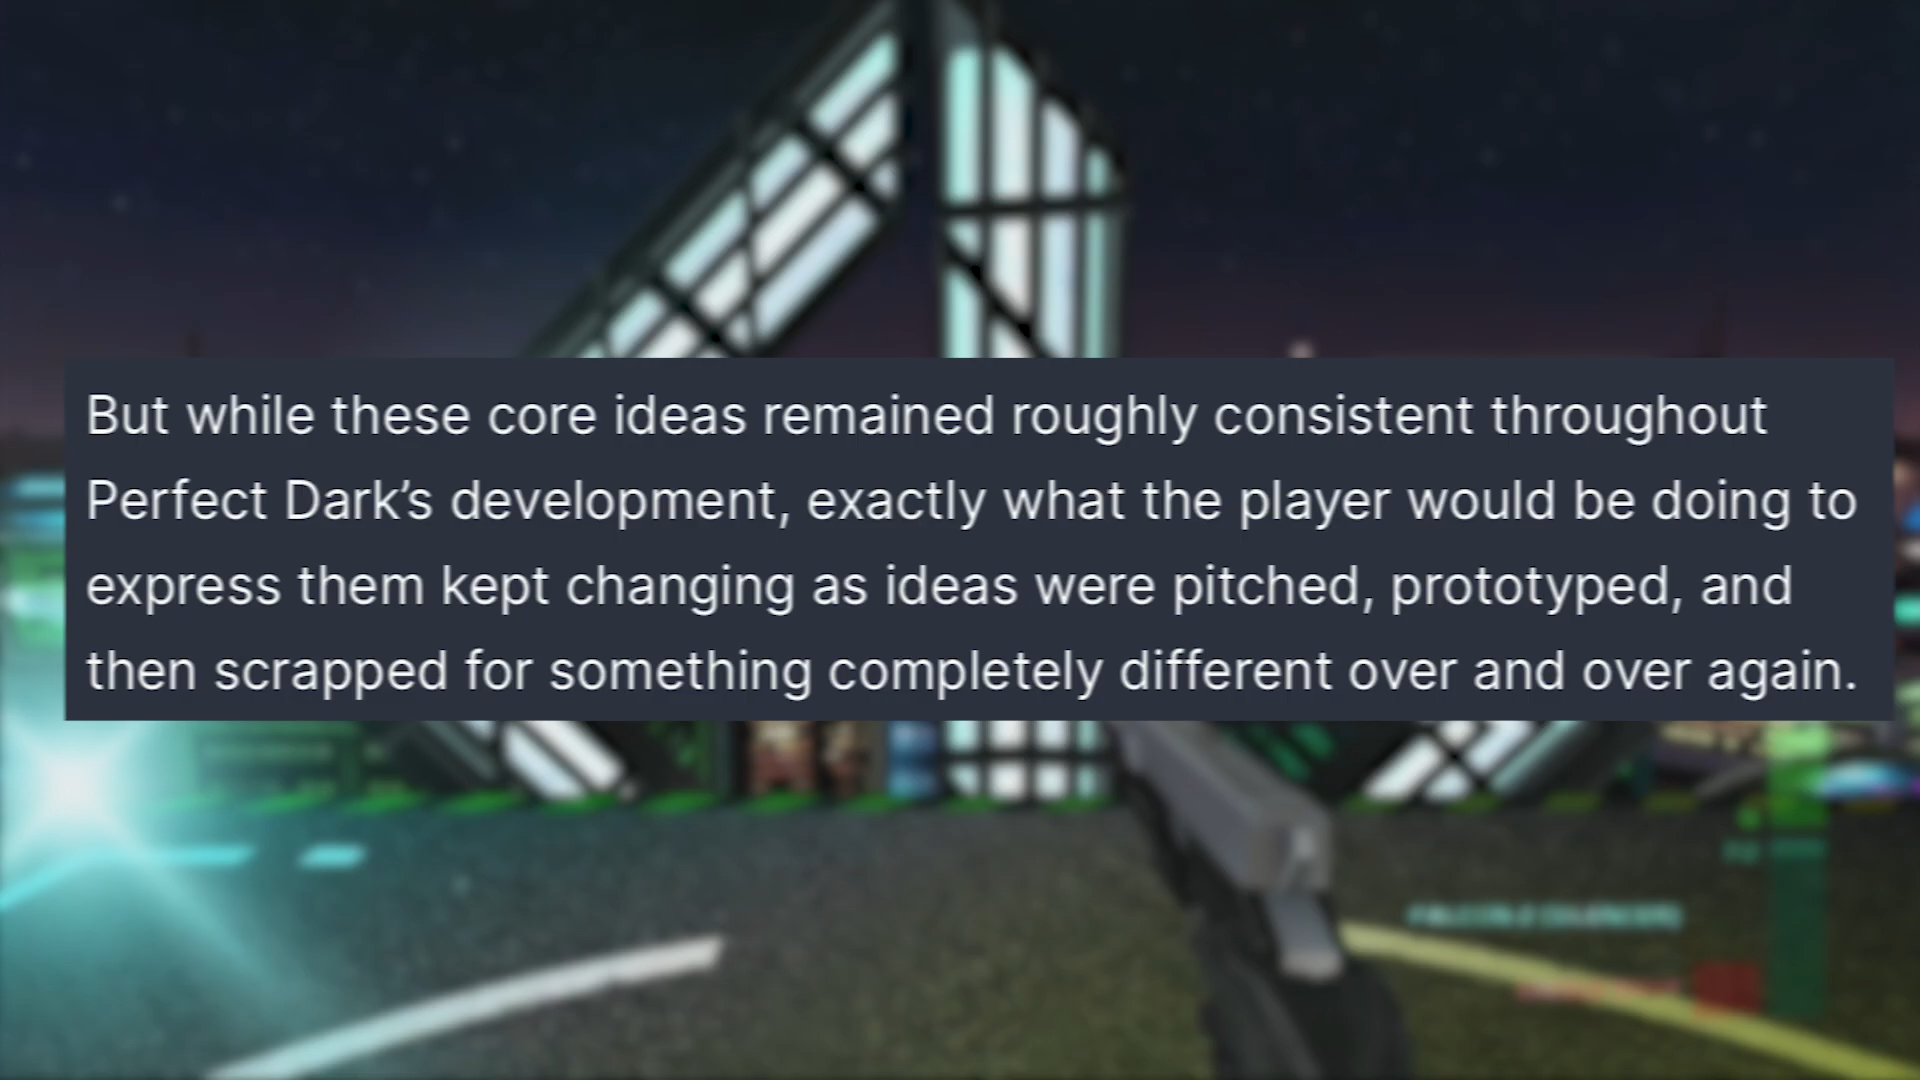 But while these core ideas remained roughly consistent throughout
Perfect Dark’s development, exactly what the player would be doing to
express them kept changing as ideas were pitched, prototyped, and
then scrapped for something completely different over and over again.